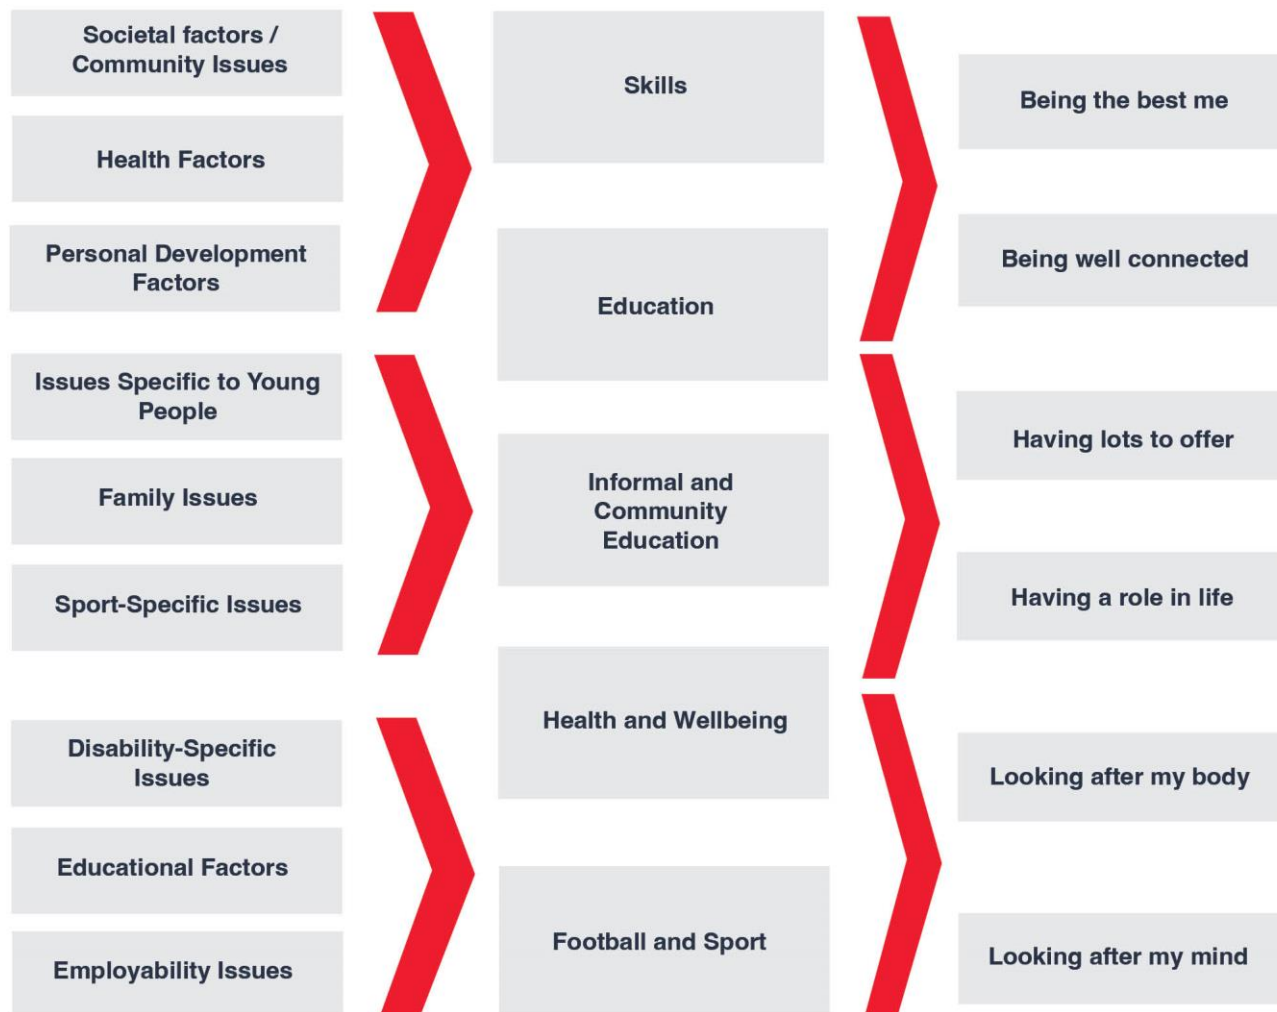 Societal factors /
Community Issues
Health Factors
Personal Development
Factors
Issues Specific to Young
People
Family Issues
Sport-Specific Issues
Disability-Specific
Issues
Educational Factors
Employability Issues
Skills
Education
Informal and
Community
Education
Health and Wellbeing
Football and Sport
Being the best me
Being well connected
Having lots to offer
Having a role in life
Looking after my body
Looking after my mind